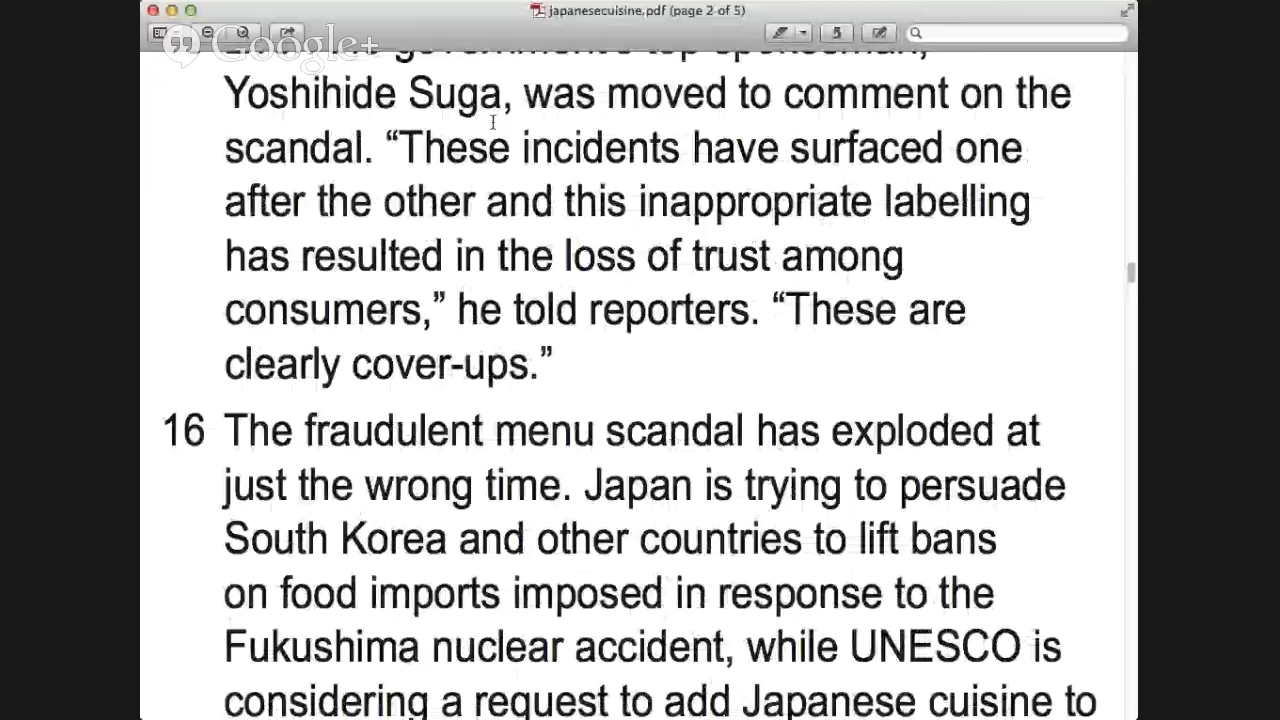 japanesecuisine.pdf (page 2 of 5)
Google+
government's top spokesman,
Yoshihide Suga, was moved to comment on the
scandal. “These incidents have surfaced one
after the other and this inappropriate labelling
has resulted in the loss of trust among
consumers,” he told reporters. “These are
clearly cover-ups.”
16 The fraudulent menu scandal has exploded at
just the wrong time. Japan is trying to persuade
South Korea and other countries to lift bans
on food imports imposed in response to the
Fukushima nuclear accident, while UNESCO is
considering a request to add Japanese cuisine to